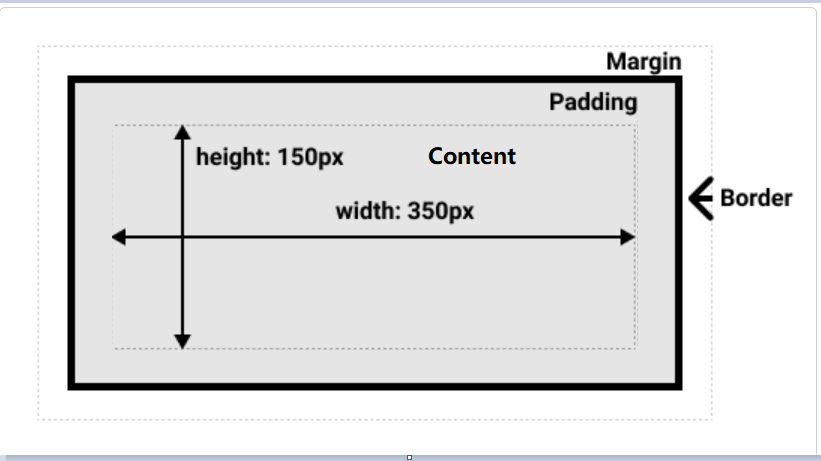 Margin
Padding
height: 150px
Content
Border
width: 350px